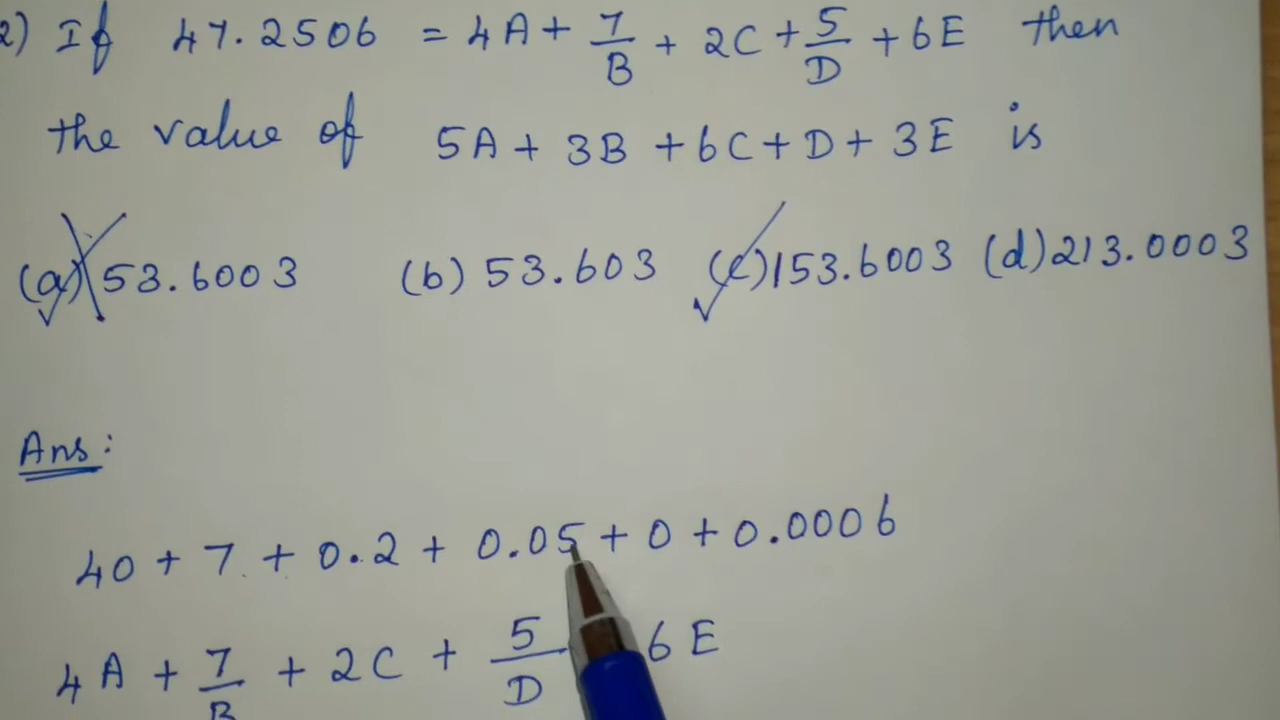 2) If 47.2506 = 4A + 7/B + 2C + 5/D + 6E then
the value of 5A + 3B + 6C + D + 3E is
(a) 53.6003 (b) 53.603 (c) 153.6003 (d) 213.0003
Ans:
40 + 7 + 0.2 + 0.05 + 0 + 0.0006
4A + 7/B + 2C + 5/D 6E